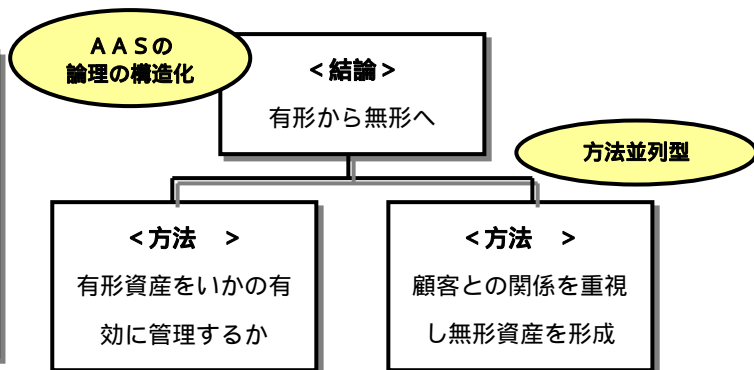 ＡＡＳの
論理の構造化
＜結論＞
有形から無形へ
方法並列型
＜方法　＞
有形資産をいかの有
効に管理するか
＜方法　＞
顧客との関係を重視
し無形資産を形成